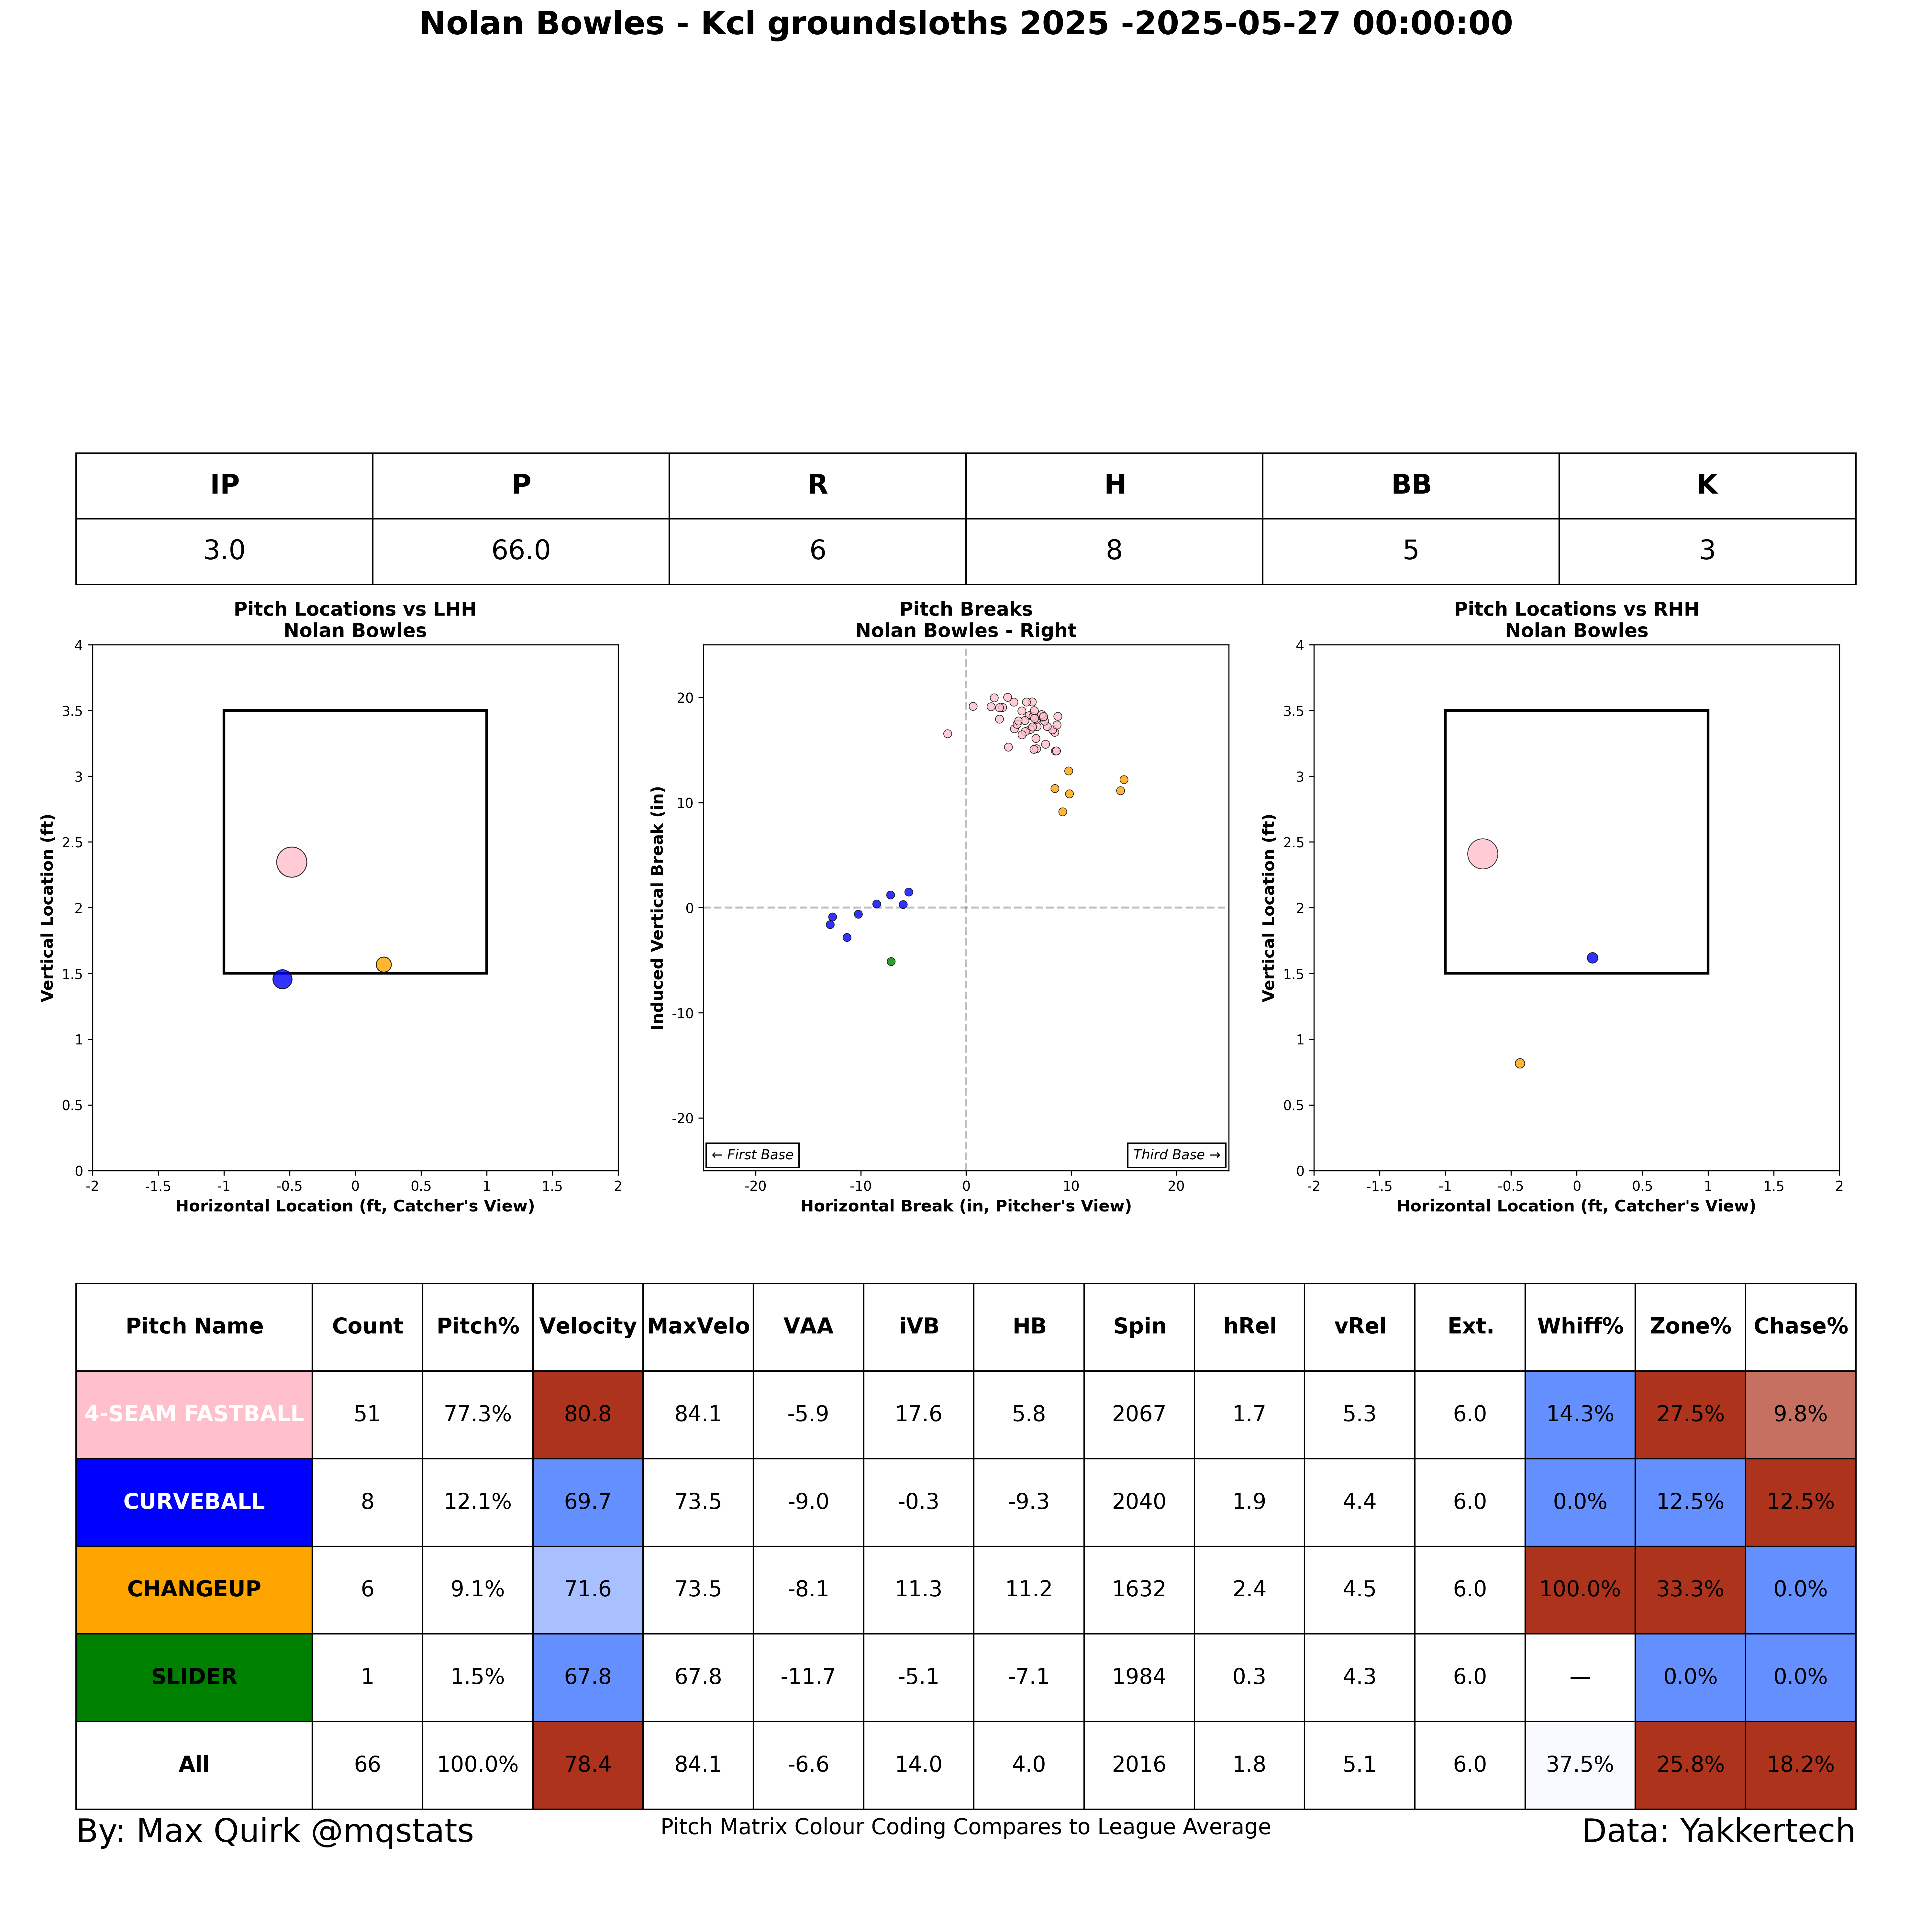 Nolan Bowles - Kcl groundsloths 2025 -2025-05-27 00:00:00
IP P R H BB K
3.0 66.0 6 8 5 3
Pitch Locations vs LHH
Nolan Bowles
4
3.5
3
2.5
2
1.5
1
0.5
0
-2 -1.5 -1 -0.5 0 0.5 1 1.5 2
Vertical Location (ft)
Horizontal Location (ft, Catcher's View)
Pitch Breaks
Nolan Bowles - Right
20
10
0
-10
-20
-20 -10 0 10 20
Induced Vertical Break (in)
← First Base
Third Base →
Horizontal Break (in, Pitcher's View)
Pitch Locations vs RHH
Nolan Bowles
4
3.5
3
2.5
2
1.5
1
0.5
0
-2 -1.5 -1 -0.5 0 0.5 1 1.5 2
Vertical Location (ft)
Horizontal Location (ft, Catcher's View)
Pitch Name Count Pitch% Velocity MaxVelo VAA iVB HB Spin hRel vRel Ext. Whiff% Zone% Chase%
4-SEAM FASTBALL 51 77.3% 80.8 84.1 -5.9 17.6 5.8 2067 1.7 5.3 6.0 14.3% 27.5% 9.8%
CURVEBALL 8 12.1% 69.7 73.5 -9.0 -0.3 -9.3 2040 1.9 4.4 6.0 0.0% 12.5% 12.5%
CHANGEUP 6 9.1% 71.6 73.5 -8.1 11.3 11.2 1632 2.4 4.5 6.0 100.0% 33.3% 0.0%
SLIDER 1 1.5% 67.8 67.8 -11.7 -5.1 -7.1 1984 0.3 4.3 6.0 — 0.0% 0.0%
All 66 100.0% 78.4 84.1 -6.6 14.0 4.0 2016 1.8 5.1 6.0 37.5% 25.8% 18.2%
By: Max Quirk @mqstats
Pitch Matrix Colour Coding Compares to League Average
Data: Yakkertech